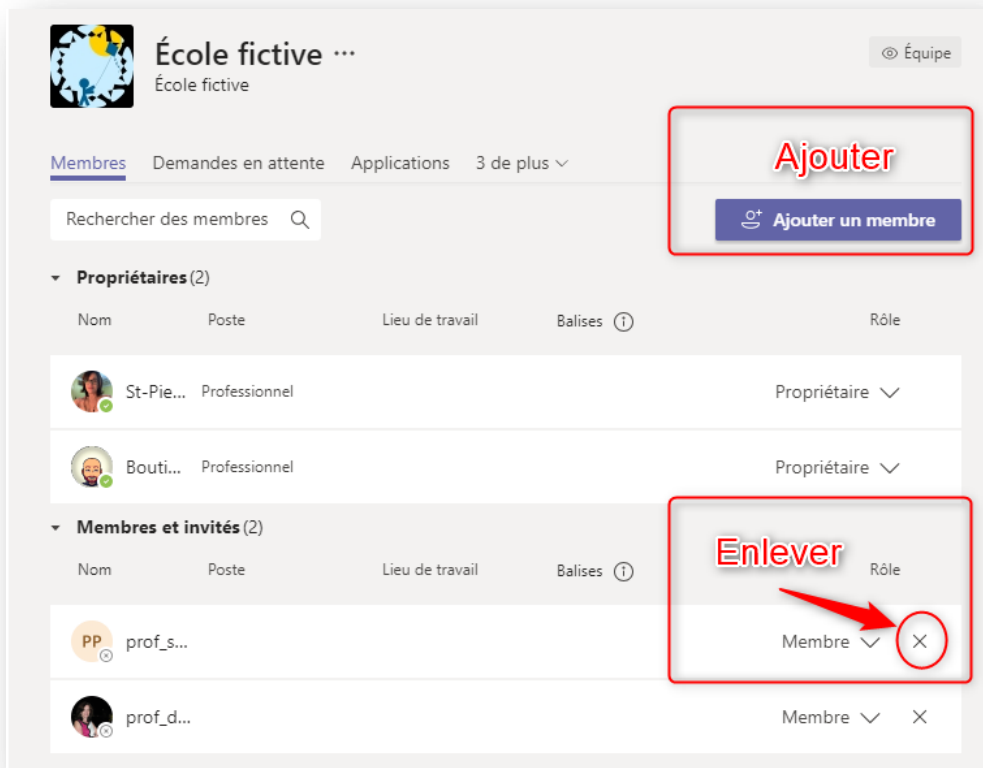 École fictive ...
École fictive
Équipe
Ajouter
Membres Demandes en attente Applications 3 de plus
Rechercher des membres
Ajouter un membre
Propriétaires (2)
Nom Poste Lieu de travail Balises Rôle
St-Pie... Professionnel Propriétaire
Bouti... Professionnel Propriétaire
Membres et invités (2)
Enlever
Nom Poste Lieu de travail Balises Rôle
PP prof_s... Membre
prof_d... Membre